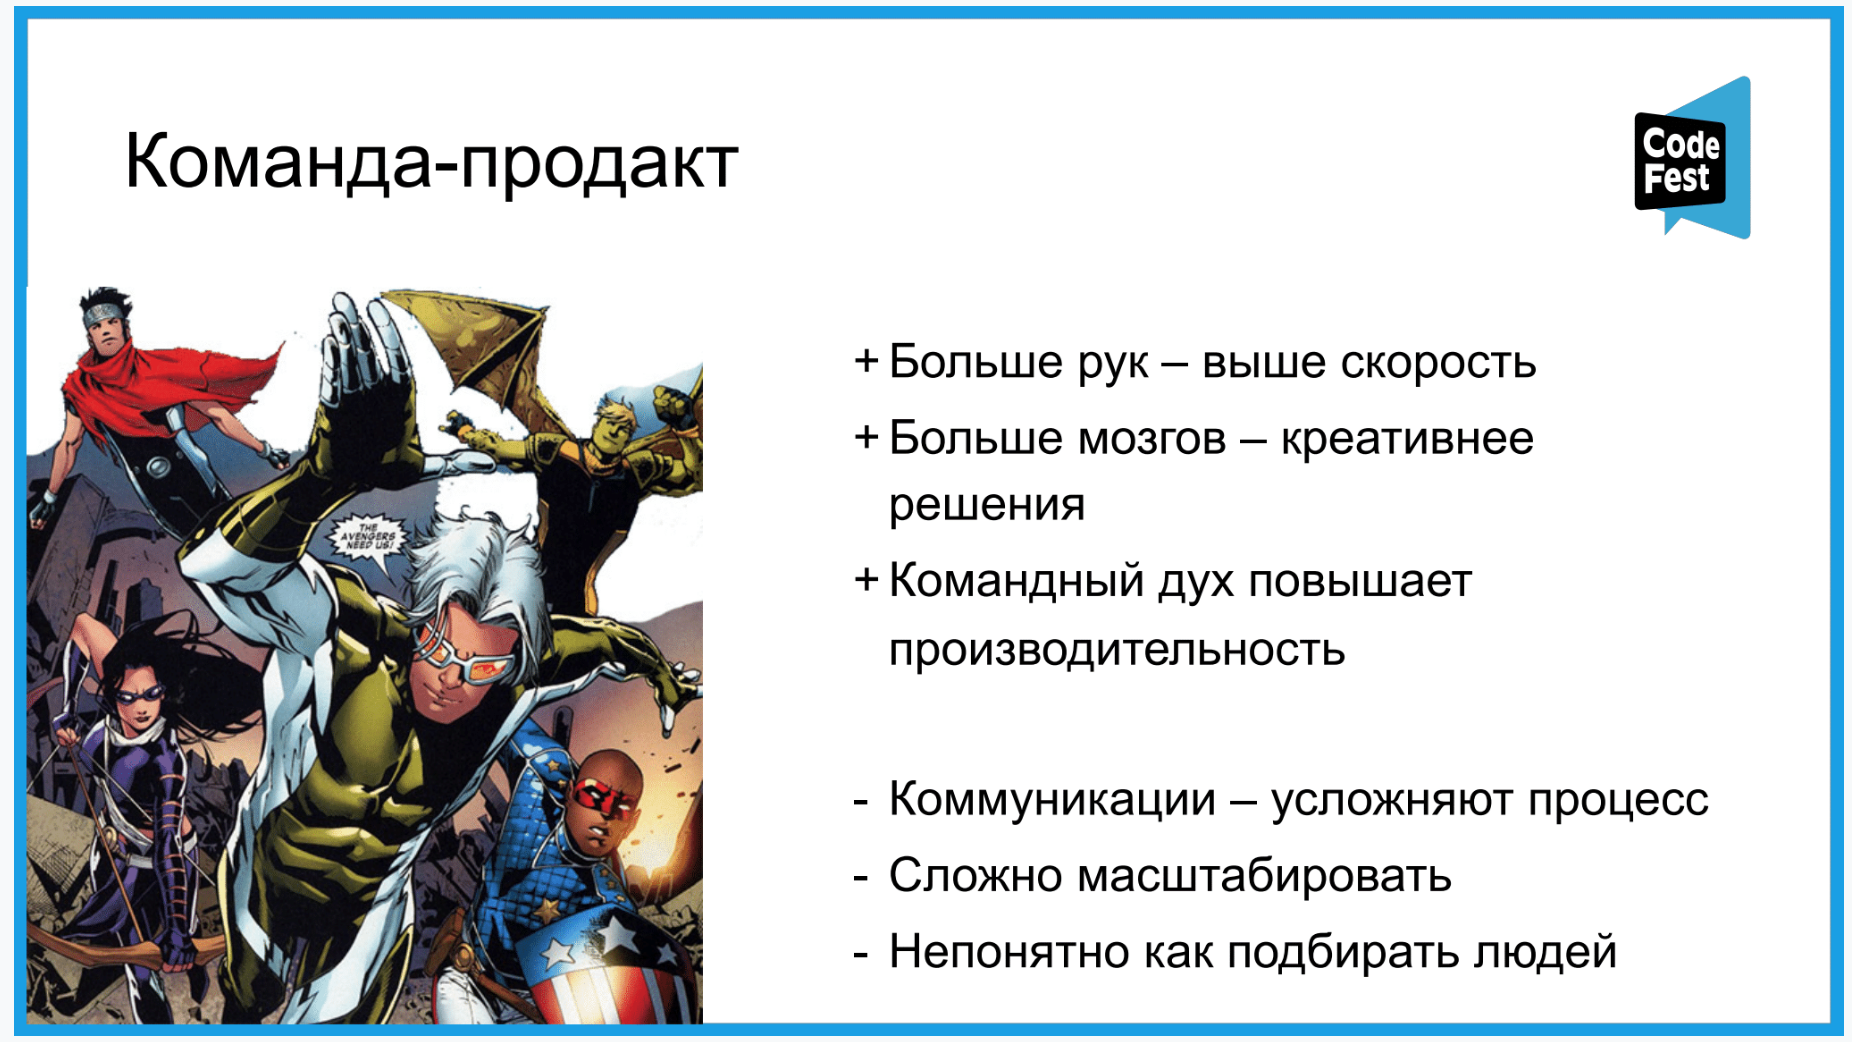 Команда-продакт
Code
Fest
THE
AVENGERS
NEED US!
+ Больше рук – выше скорость
+ Больше мозгов – креативнее
решения
+ Командный дух повышает
производительность
- Коммуникации – усложняют процесс
- Сложно масштабировать
- Непонятно как подбирать людей